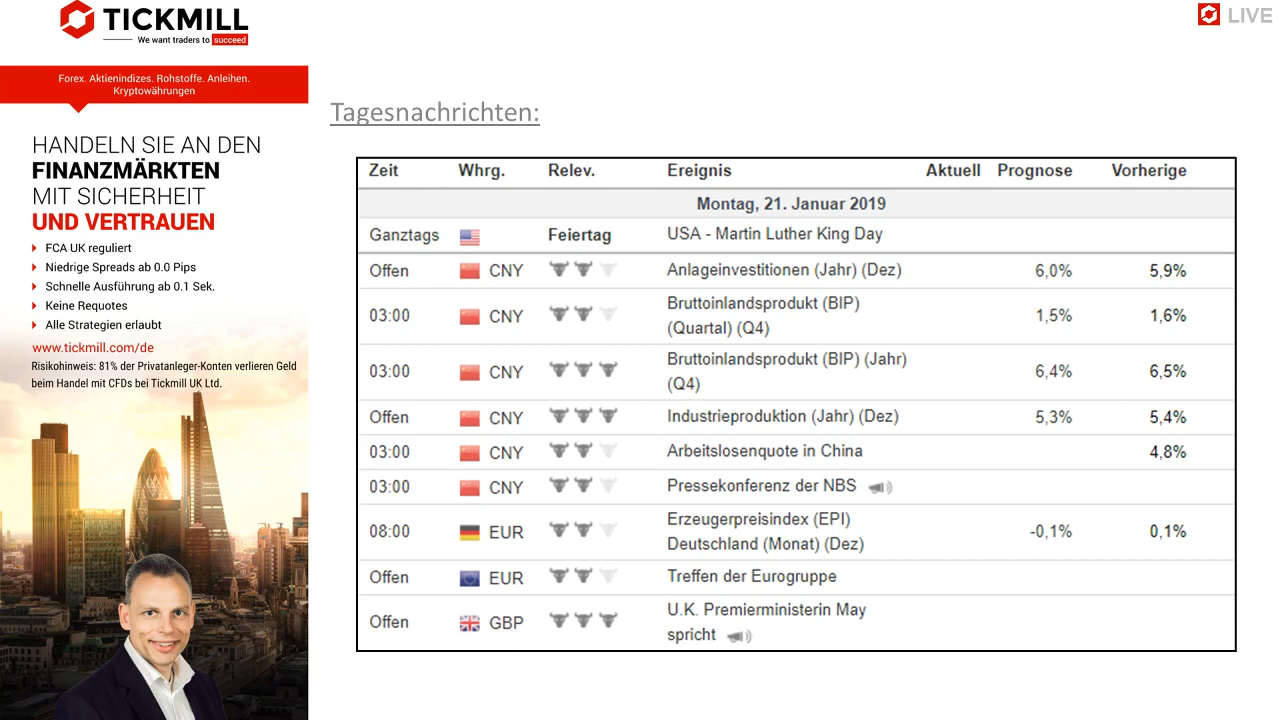 TICKMILL
We want traders to succeed
Forex. Aktienindizes. Rohstoffe. Anleihen.
Kryptowährungen
HANDELN SIE AN DEN
FINANZMÄRKTEN
MIT SICHERHEIT
UND VERTRAUEN
FCA UK reguliert
Niedrige Spreads ab 0.0 Pips
Schnelle Ausführung ab 0.1 Sek.
Keine Requotes
Alle Strategien erlaubt
www.tickmill.com/de
Risikohinweis: 81% der Privatanleger-Konten verlieren Geld
beim Handel mit CFDs bei Tickmill UK Ltd.
LIVE
Tagesnachrichten:
Zeit Whrg. Relev. Ereignis Aktuell Prognose Vorherige
Montag, 21. Januar 2019
Ganztags Feiertag USA - Martin Luther King Day
Offen CNY Anlageinvestitionen (Jahr) (Dez) 6,0% 5,9%
03:00 CNY Bruttoinlandsprodukt (BIP)
(Quartal) (Q4) 1,5% 1,6%
03:00 CNY Bruttoinlandsprodukt (BIP) (Jahr)
(Q4) 6,4% 6,5%
Offen CNY Industrieproduktion (Jahr) (Dez) 5,3% 5,4%
03:00 CNY Arbeitslosenquote in China 4,8%
03:00 CNY Pressekonferenz der NBS
08:00 EUR Erzeugerpreisindex (EPI)
Deutschland (Monat) (Dez) -0,1% 0,1%
Offen EUR Treffen der Eurogruppe
Offen GBP U.K. Premierministerin May
spricht